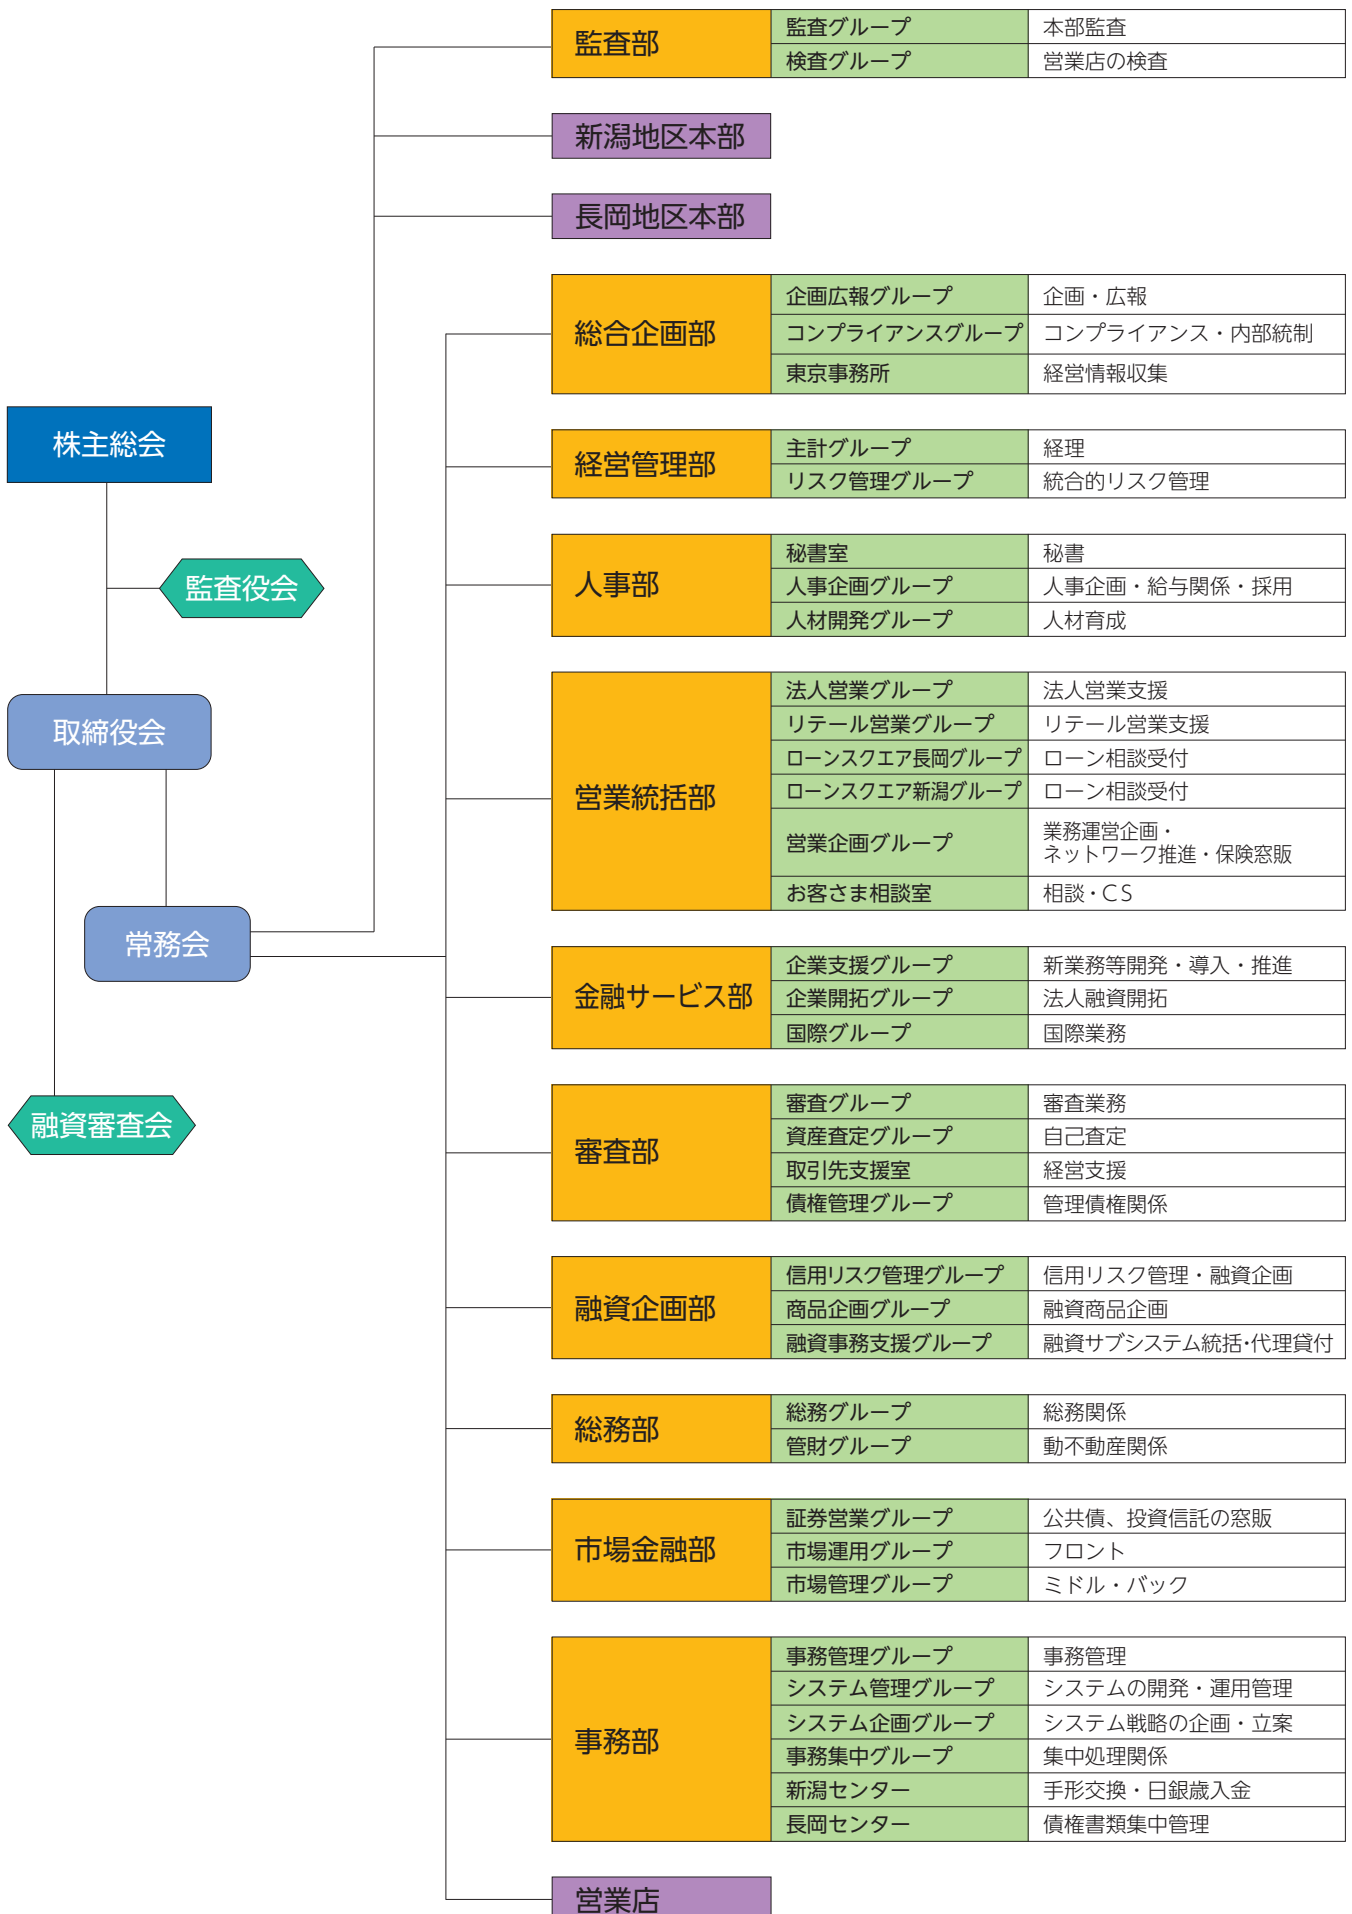 株主総会
監査役会
取締役会
常務会
融資審査会
監査部
監査グループ 本部監査
検査グループ 営業店の検査
新潟地区本部
長岡地区本部
総合企画部
企画広報グループ 企画・広報
コンプライアンスグループ コンプライアンス・内部統制
東京事務所 経営情報収集
経営管理部
主計グループ 経理
リスク管理グループ 統合的リスク管理
人事部
秘書室 秘書
人事企画グループ 人事企画・給与関係・採用
人材開発グループ 人材育成
営業統括部
法人営業グループ 法人営業支援
リテール営業グループ リテール営業支援
ローンスクエア長岡グループ ローン相談受付
ローンスクエア新潟グループ ローン相談受付
営業企画グループ 業務運営企画・
ネットワーク推進・保険窓販
お客さま相談室 相談・CS
金融サービス部
企業支援グループ 新業務等開発・導入・推進
企業開拓グループ 法人融資開拓
国際グループ 国際業務
審査部
審査グループ 審査業務
資産査定グループ 自己査定
取引先支援室 経営支援
債権管理グループ 管理債権関係
融資企画部
信用リスク管理グループ 信用リスク管理・融資企画
商品企画グループ 融資商品企画
融資事務支援グループ 融資サブシステム統括・代理貸付
総務部
総務グループ 総務関係
管財グループ 動不動産関係
市場金融部
証券営業グループ 公共債、投資信託の窓販
市場運用グループ フロント
市場管理グループ ミドル・バック
事務部
事務管理グループ 事務管理
システム管理グループ システムの開発・運用管理
システム企画グループ システム戦略の企画・立案
事務集中グループ 集中処理関係
新潟センター 手形交換・日銀歳入金
長岡センター 債権書類集中管理
営業店